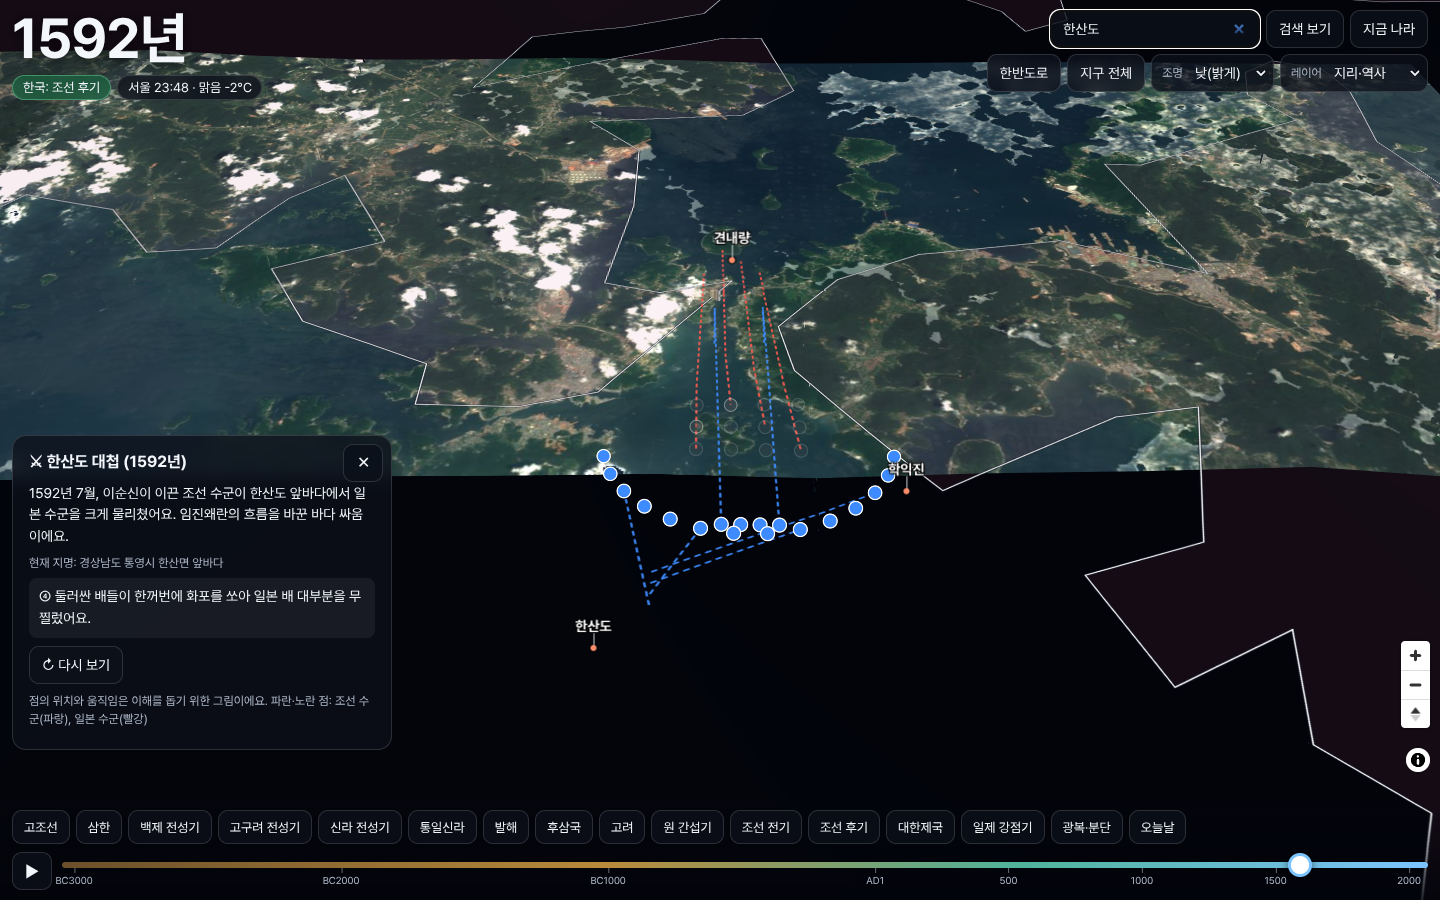 1592년
한국: 조선 후기
서울 23:48 · 맑음 -2°C
한산도
검색 보기
지금 나라
한반도로
지구 전체
조명 낮(밝게)
레이어 지리·역사
견내량
학익진
한산도
⚔ 한산도 대첩 (1592년)
1592년 7월, 이순신이 이끈 조선 수군이 한산도 앞바다에서 일
본 수군을 크게 물리쳤어요. 임진왜란의 흐름을 바꾼 바다 싸움
이에요.
현재 지명: 경상남도 통영시 한산면 앞바다
④ 둘러싼 배들이 한꺼번에 화포를 쏘아 일본 배 대부분을 무
찔렀어요.
↻ 다시 보기
점의 위치와 움직임은 이해를 돕기 위한 그림이에요. 파란·노란 점: 조선 수
군(파랑), 일본 수군(빨강)
고조선
삼한
백제 전성기
고구려 전성기
신라 전성기
통일신라
발해
후삼국
고려
원 간섭기
조선 전기
조선 후기
대한제국
일제 강점기
광복·분단
오늘날
BC3000
BC2000
BC1000
AD1
500
1000
1500
2000